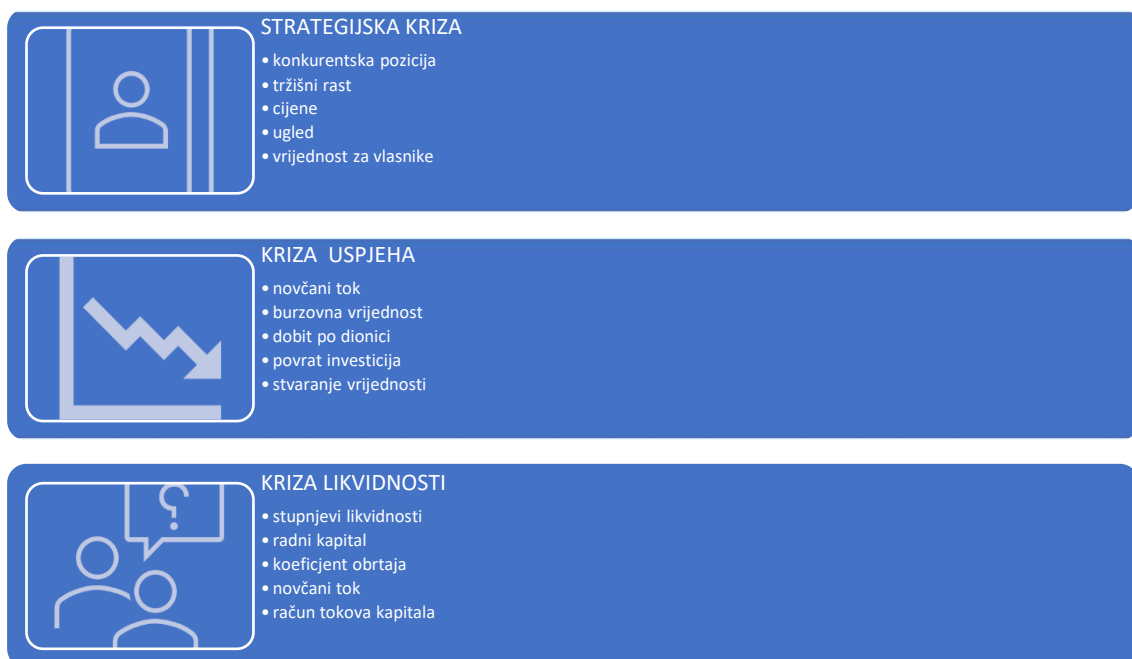 STRATEGIJSKA KRIZA
• konkurentska pozicija
• tržišni rast
• cijene
• ugled
• vrijednost za vlasnike
KRIZA  USPJEHA
• novčani tok
• burzovna vrijednost
• dobit po dionici
• povrat investicija
• stvaranje vrijednosti
KRIZA LIKVIDNOSTI
• stupnjevi likvidnosti
• radni kapital
• koeficjent obrtaja
• novčani tok
• račun tokova kapitala
?